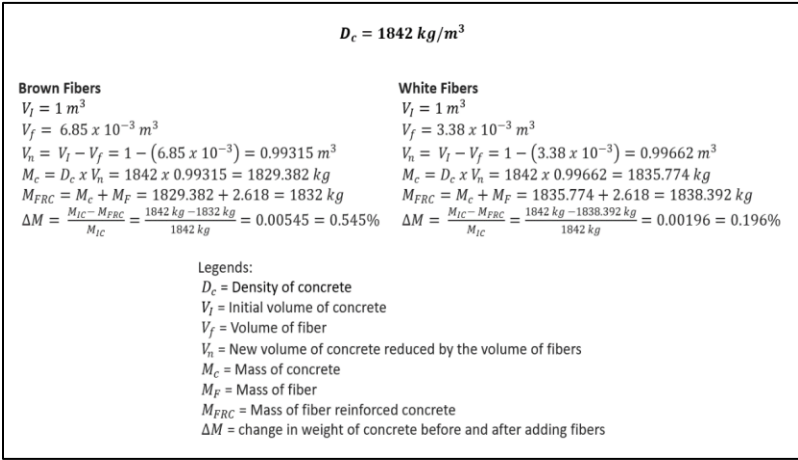 D_c = 1842 kg/m³
Brown Fibers
V_I = 1 m³
V_f = 6.85 x 10⁻³ m³
V_n = V_I − V_f = 1 − (6.85 x 10⁻³) = 0.99315 m³
M_c = D_c x V_n = 1842 x 0.99315 = 1829.382 kg
M_FRC = M_c + M_F = 1829.382 + 2.618 = 1832 kg
ΔM = (M_IC − M_FRC)/M_IC = (1842 kg −1832 kg)/1842 kg = 0.00545 = 0.545%
White Fibers
V_I = 1 m³
V_f = 3.38 x 10⁻³ m³
V_n = V_I − V_f = 1 − (3.38 x 10⁻³) = 0.99662 m³
M_c = D_c x V_n = 1842 x 0.99662 = 1835.774 kg
M_FRC = M_c + M_F = 1835.774 + 2.618 = 1838.392 kg
ΔM = (M_IC − M_FRC)/M_IC = (1842 kg −1838.392 kg)/1842 kg = 0.00196 = 0.196%
Legends:
D_c = Density of concrete
V_I = Initial volume of concrete
V_f = Volume of fiber
V_n = New volume of concrete reduced by the volume of fibers
M_c = Mass of concrete
M_F = Mass of fiber
M_FRC = Mass of fiber reinforced concrete
ΔM = change in weight of concrete before and after adding fibers